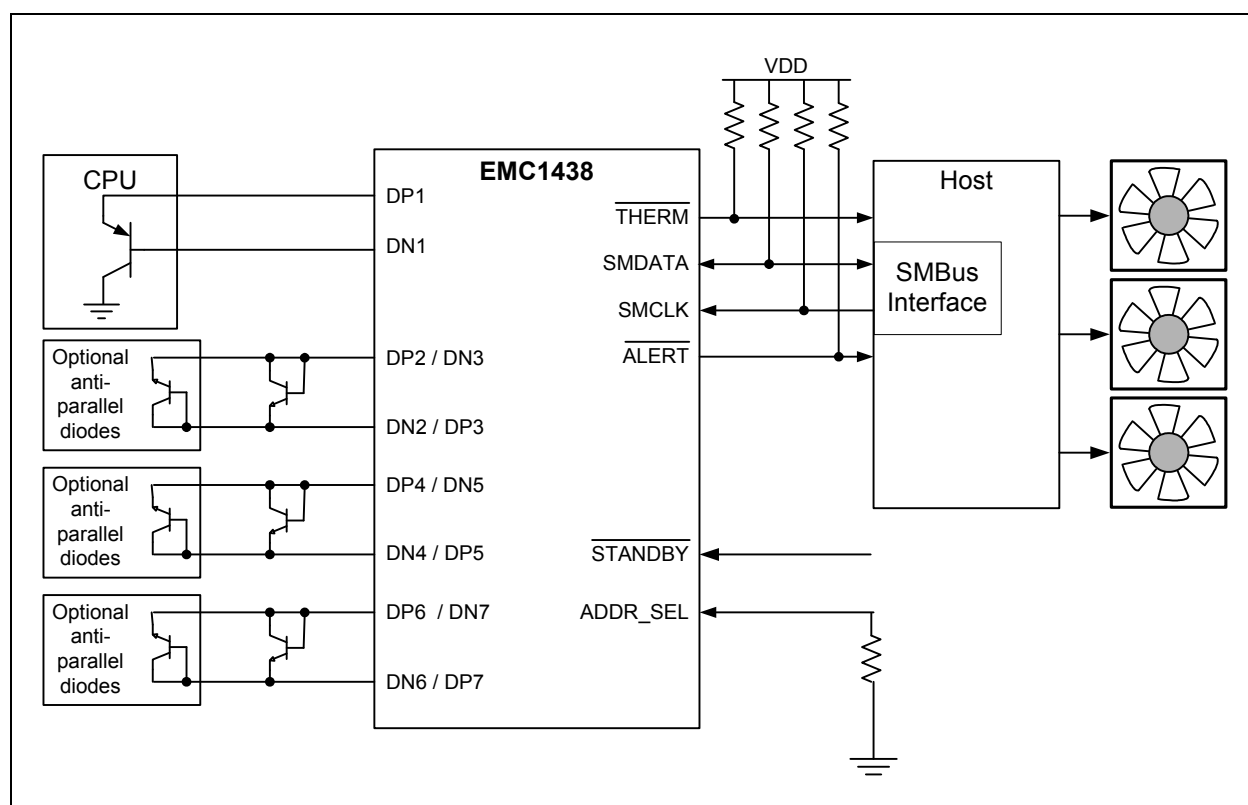 VDD
CPU
EMC1438
Host
DP1
DN1
THERM
SMDATA
SMCLK
ALERT
SMBus
Interface
Optional
anti-
parallel
diodes
DP2 / DN3
DN2 / DP3
Optional
anti-
parallel
diodes
DP4 / DN5
DN4 / DP5
STANDBY
ADDR_SEL
Optional
anti-
parallel
diodes
DP6 / DN7
DN6 / DP7